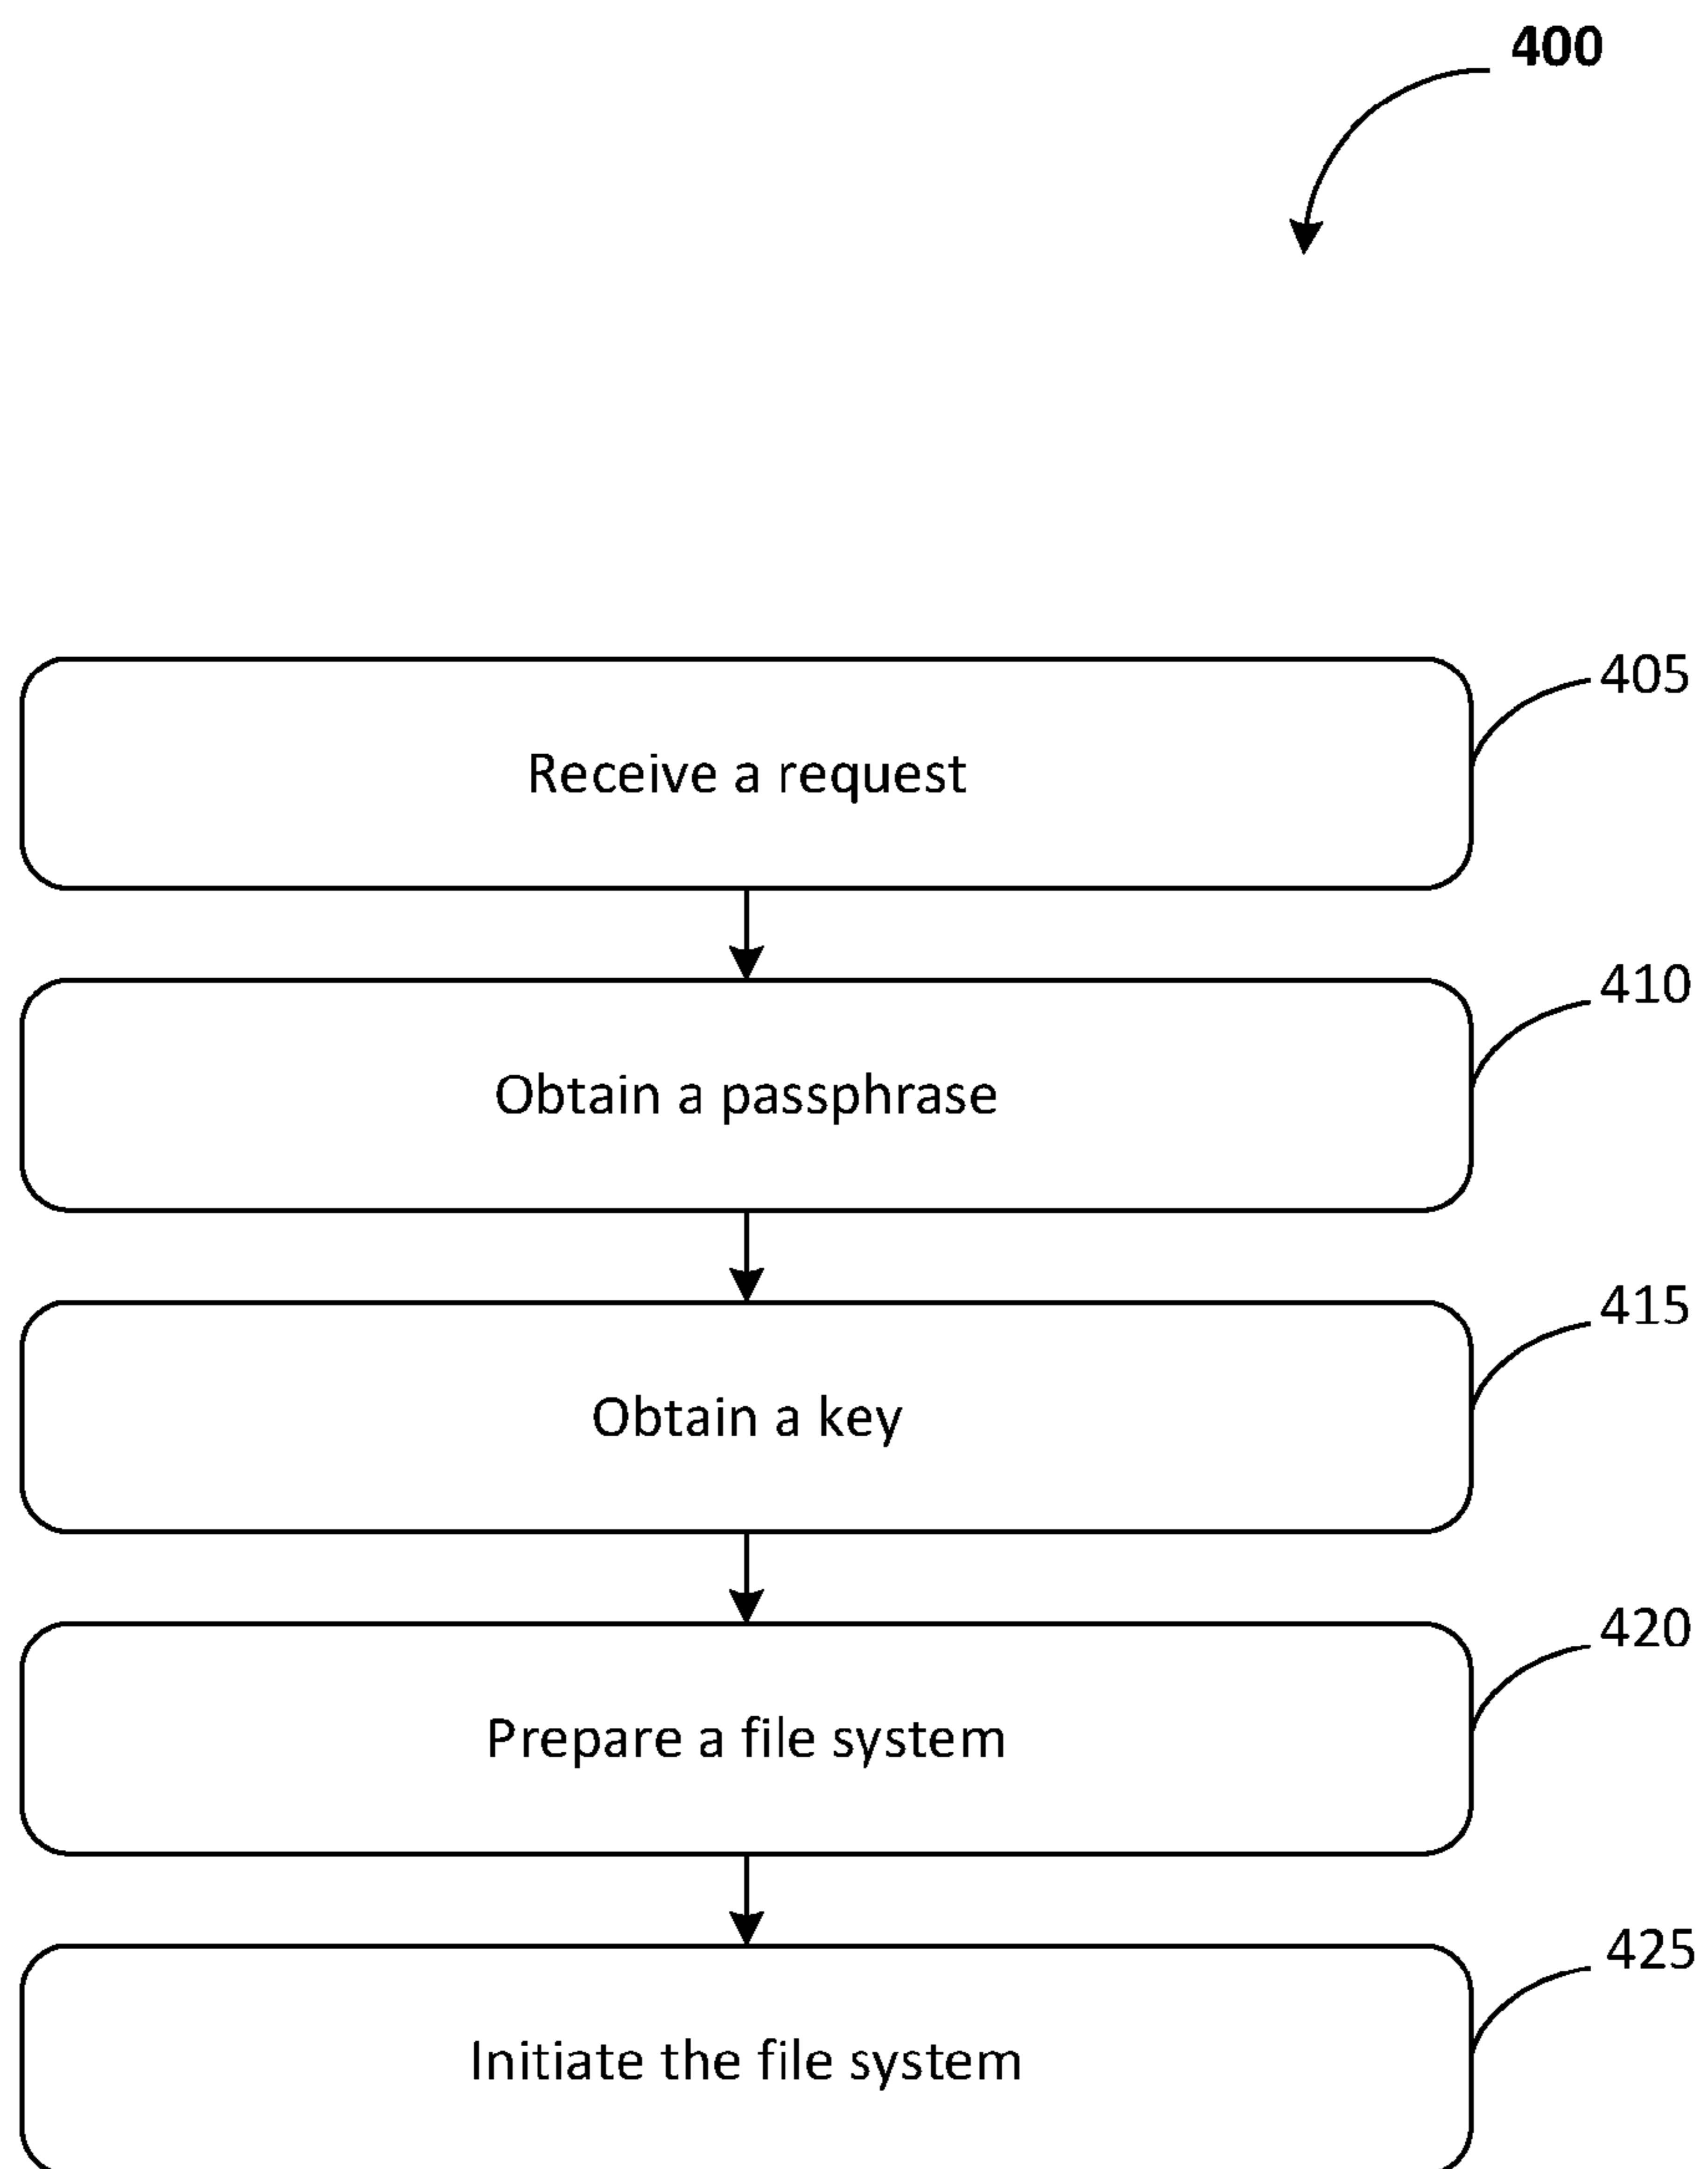 400
405
Receive a request
410
Obtain a passphrase
415
Obtain a key
420
Prepare a file system
425
Initiate the file system